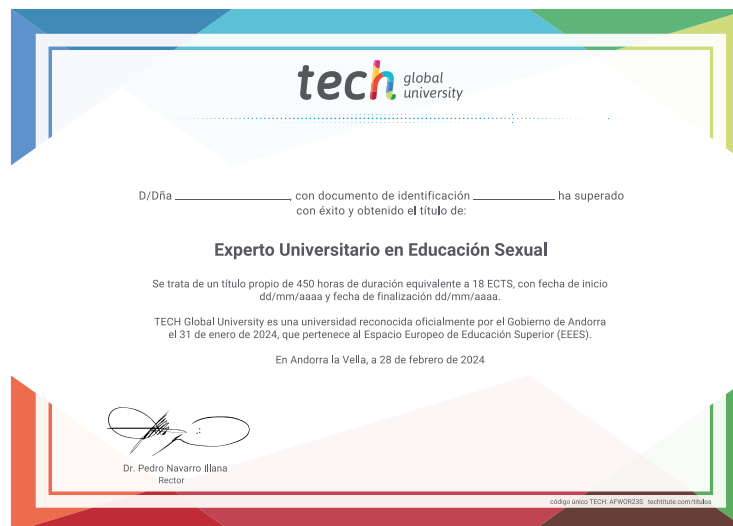 tech global university
D/Dña ____________________, con documento de identificación ______________ ha superado
con éxito y obtenido el título de:
Experto Universitario en Educación Sexual
Se trata de un título propio de 450 horas de duración equivalente a 18 ECTS, con fecha de inicio
dd/mm/aaaa y fecha de finalización dd/mm/aaaa.
TECH Global University es una universidad reconocida oficialmente por el Gobierno de Andorra
el 31 de enero de 2024, que pertenece al Espacio Europeo de Educación Superior (EEES).
En Andorra la Vella, a 28 de febrero de 2024
Dr. Pedro Navarro Illana
Rector
código único TECH: AFWOR23S techtitute.com/titulos